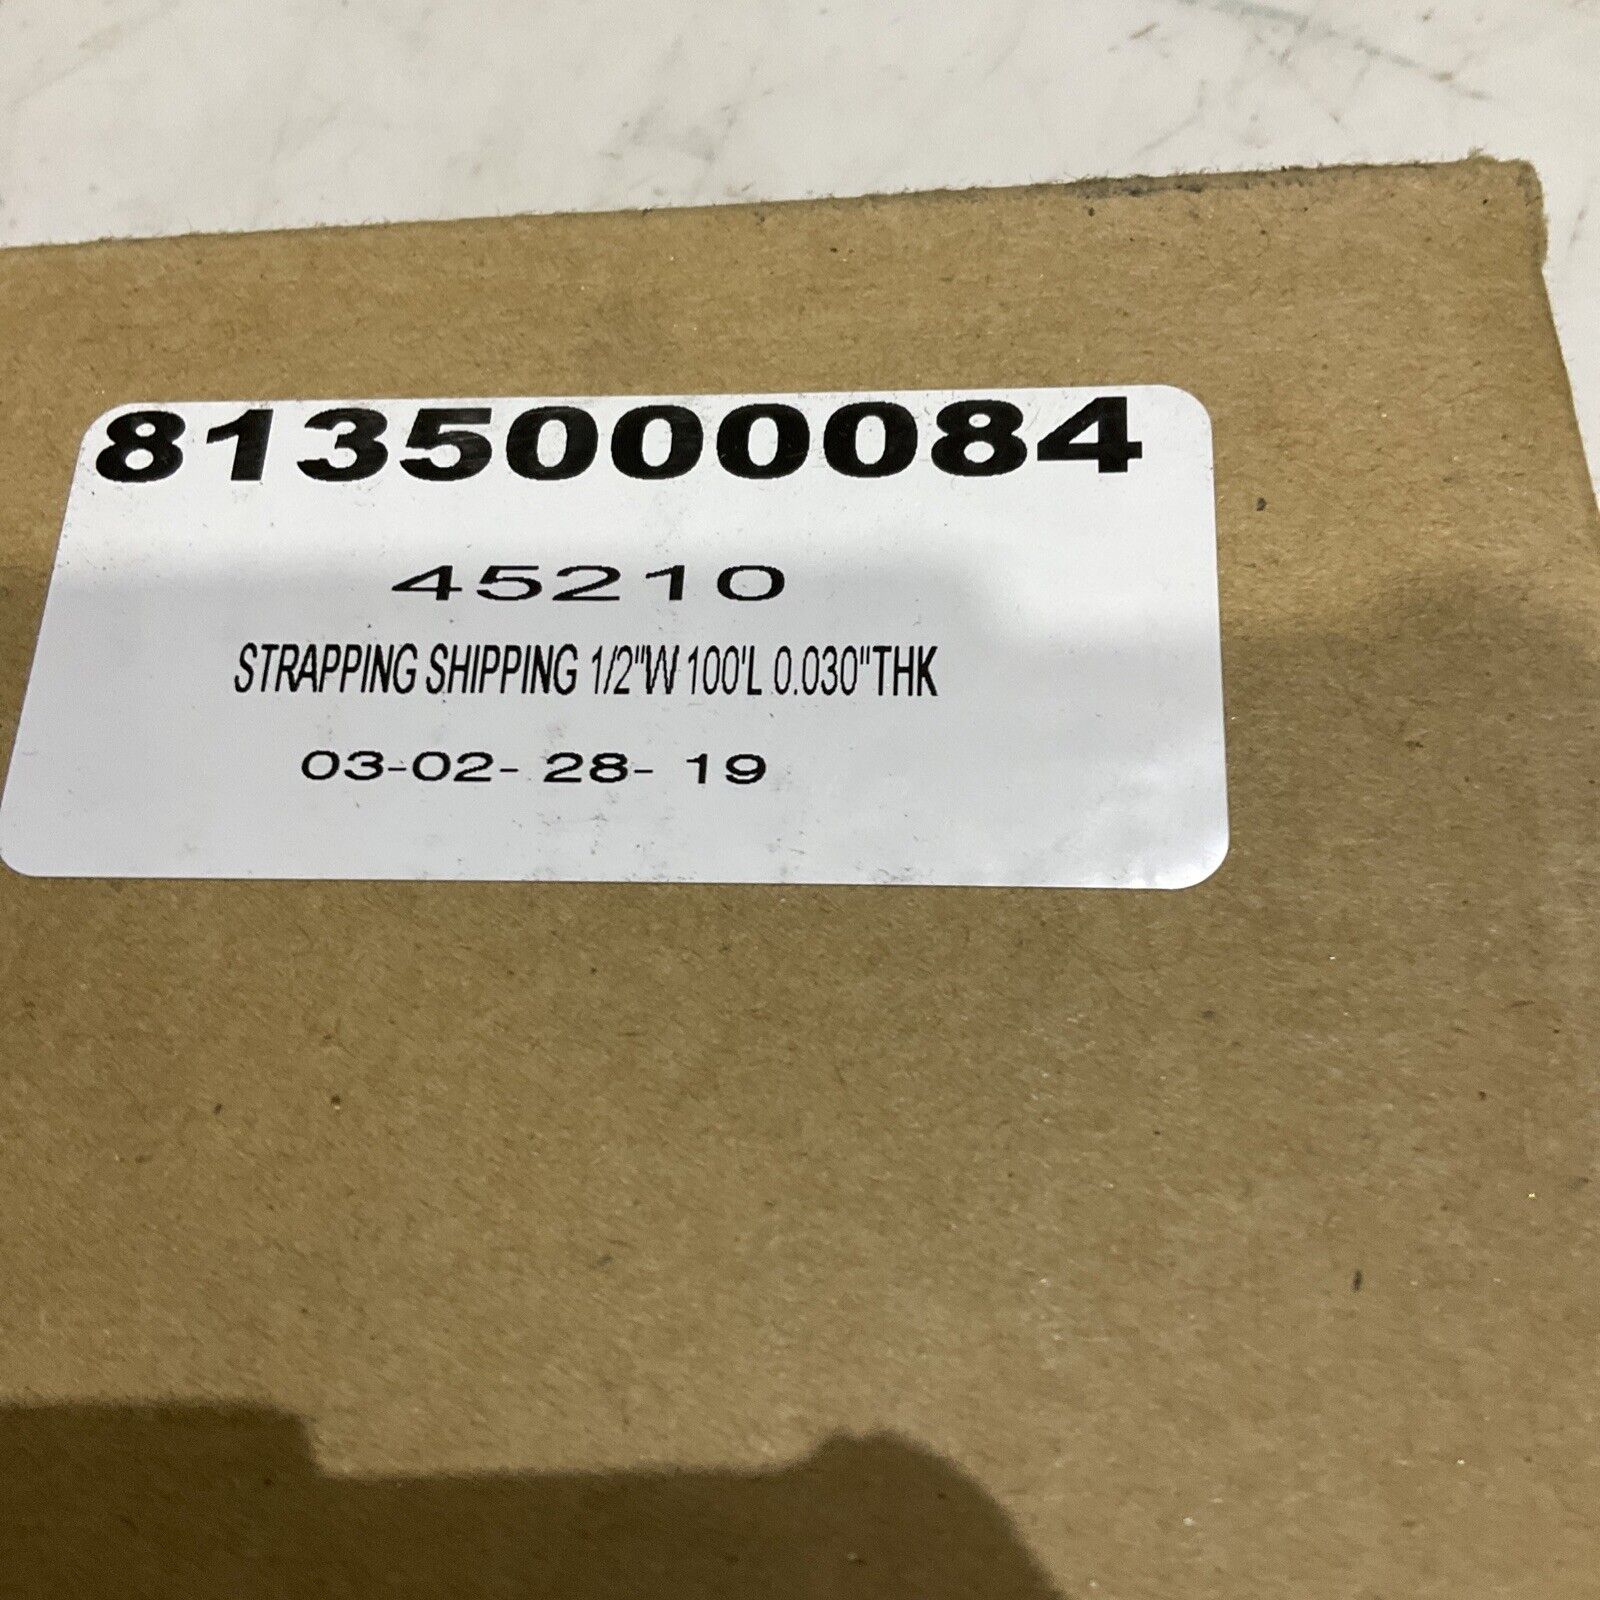 8135000084
45210
STRAPPING SHIPPING 1/2"W 100'L 0.030"THK
03-02- 28- 19